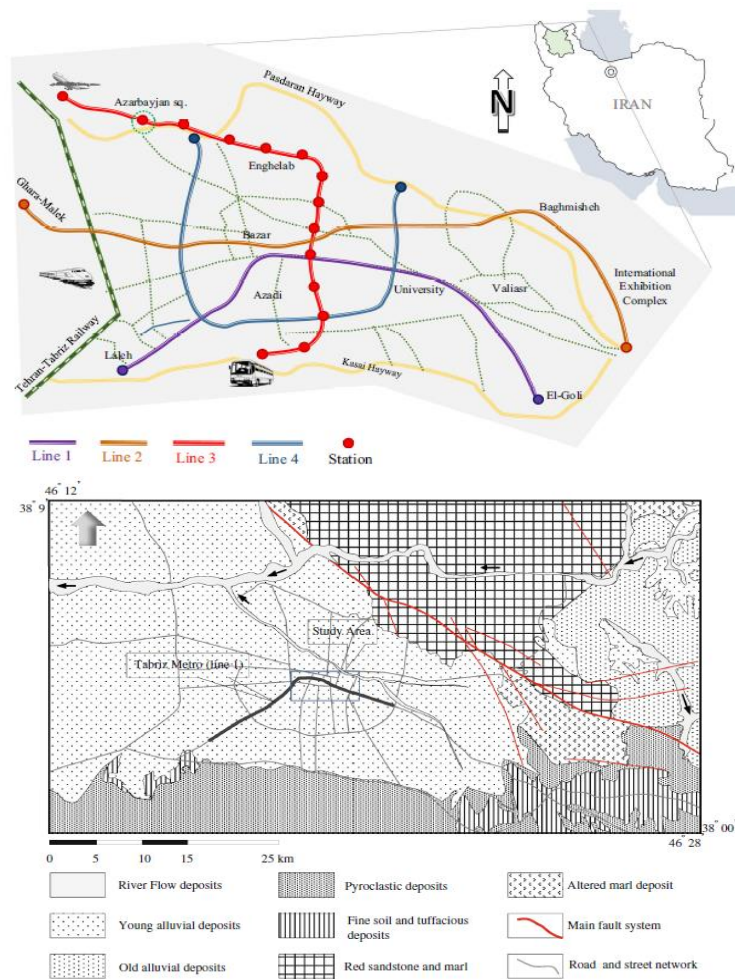 Azarbayjan sq.
Pasdaran Hayway
N
IRAN
Enghelab
Ghara-Malek
Bazar
Baghmisheh
International
Exhibition
Complex
Azadi
University
Valiasr
Tehran-Tabriz Railway
Laleh
Kasai Hayway
El-Goli
Line 1
Line 2
Line 3
Line 4
Station
46° 12'
38° 9'
Study Area
Tabriz Metro (line 1)
38° 00'
46° 28'
0 5 10 15 25 km
River Flow deposits
Pyroclastic deposits
Altered marl deposit
Young alluvial deposits
Fine soil and tuffacious
deposits
Main fault system
Old alluvial deposits
Red sandstone and marl
Road and street network